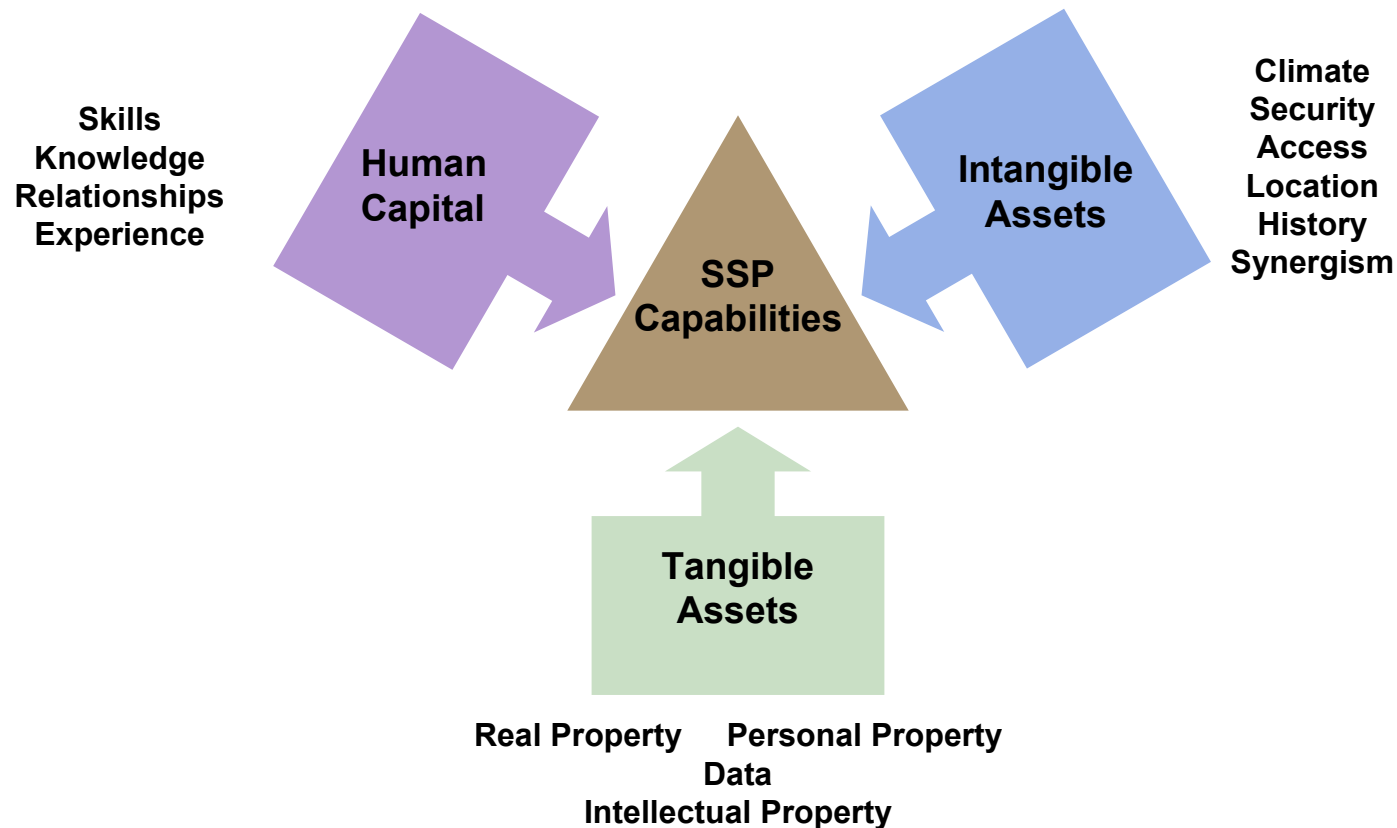 Skills
Knowledge
Relationships
Experience
Human
Capital
SSP
Capabilities
Intangible
Assets
Climate
Security
Access
Location
History
Synergism
Tangible
Assets
Real Property Personal Property
Data
Intellectual Property